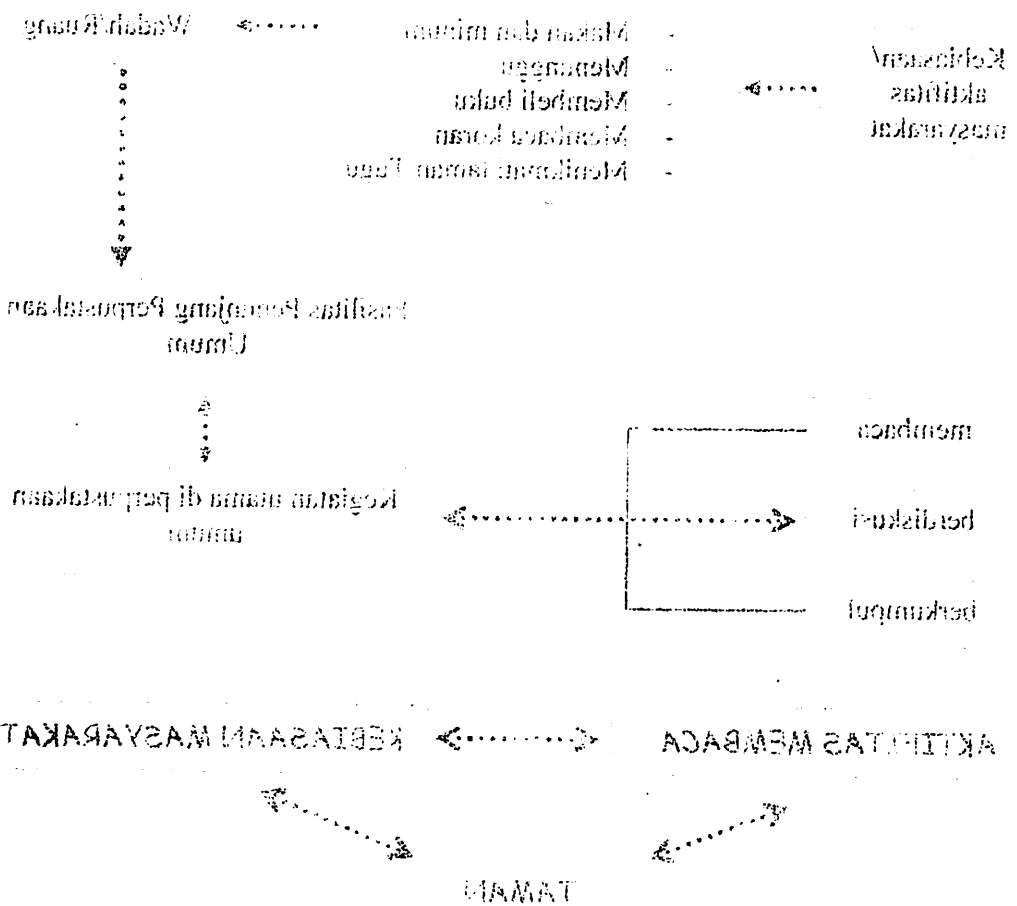 Kebiasaan/
aktifitas
masyarakat
- Makan dan minum
- Menunggu
- Membeli buku
- Membaca koran
- Menikmati taman Tugu
Wadah/Ruang
Fasilitas Penunjang Perpustakaan
Umum
membaca
berdiskusi
berkumpul
Kegiatan utama di perpustakaan
umum
AKTIFITAS MEMBACA
KEBIASAAN MASYARAKAT
TAMAN